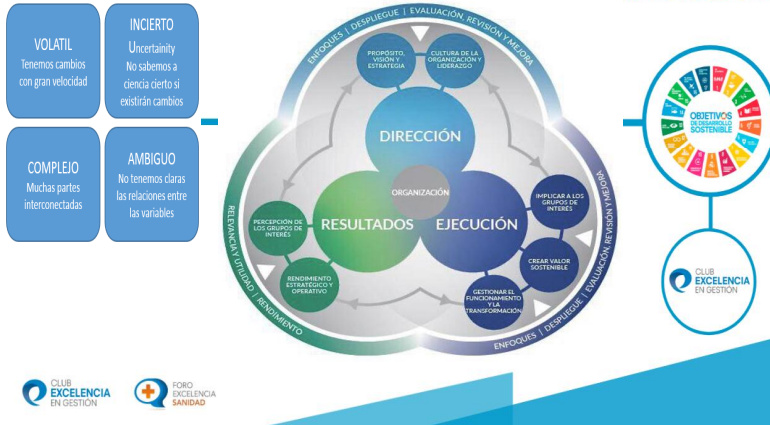 VOLATIL
Tenemos cambios
con gran velocidad
INCIERTO
Uncertainity
No sabemos a
ciencia cierto si
existirán cambios
COMPLEJO
Muchas partes
interconectadas
AMBIGUO
No tenemos claras
las relaciones entre
las variables
ENFOQUES | DESPLIEGUE | EVALUACIÓN, REVISIÓN Y MEJORA
PROPÓSITO,
VISIÓN Y
ESTRATEGIA
CULTURA DE LA
ORGANIZACIÓN Y
LIDERAZGO
DIRECCIÓN
ORGANIZACIÓN
RESULTADOS
EJECUCIÓN
PERCEPCIÓN DE
LOS GRUPOS DE
INTERÉS
RENDIMIENTO
ESTRATÉGICO Y
OPERATIVO
RELEVANCIA Y UTILIDAD | RENDIMIENTO
IMPLICAR A LOS
GRUPOS DE
INTERÉS
CREAR VALOR
SOSTENIBLE
GESTIONAR EL
FUNCIONAMIENTO
Y LA
TRANSFORMACIÓN
ENFOQUES | DESPLIEGUE | EVALUACIÓN, REVISIÓN Y MEJORA
OBJETIVOS
DE DESARROLLO
SOSTENIBLE
CLUB
EXCELENCIA
EN GESTIÓN
CLUB
EXCELENCIA
EN GESTIÓN
FORO
EXCELENCIA
SANIDAD